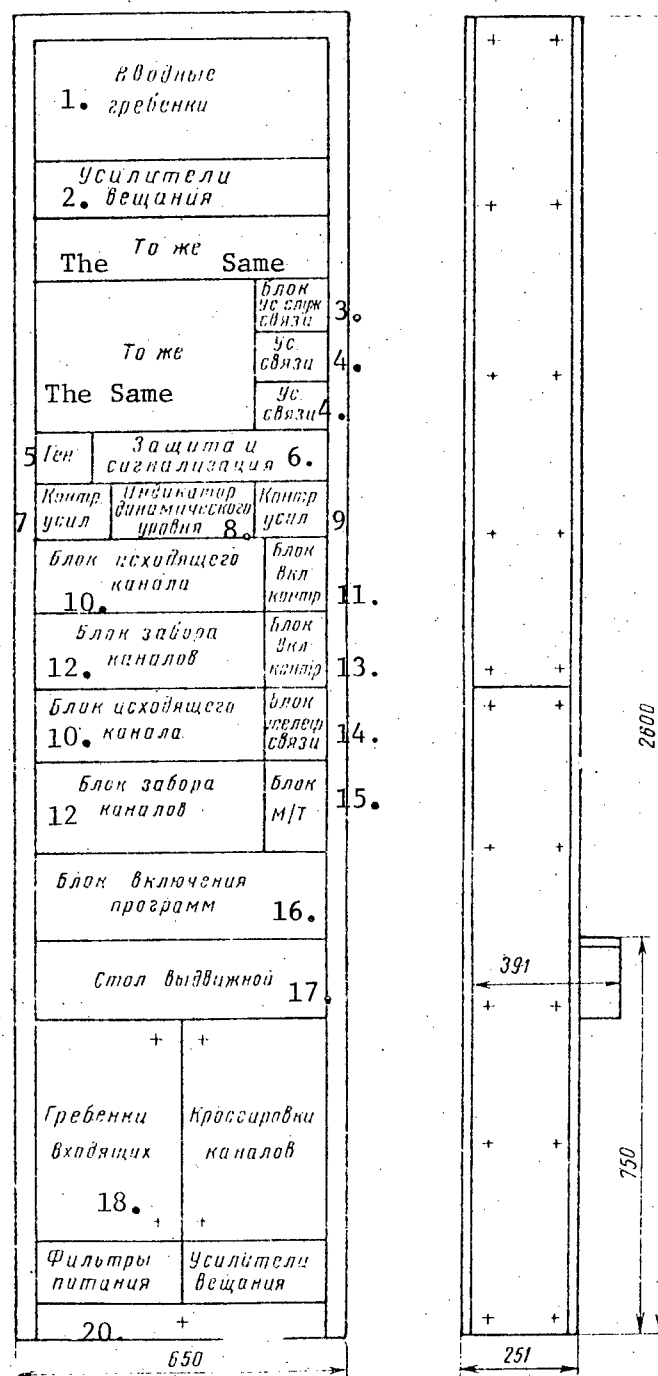 Вводные
1. гребенки
Усилители
2. вещания
То же
The Same
Блок
ус служ
связи 3.
То же
The Same
Ус.
связи 4.
Ус.
связи 4.
5 Ген
Защита и
сигнализация 6.
7 Контр
усил
Индикатор
динамического
уровня 8.
Контр
усил 9
Блок исходящего
канала
10.
Блок
вкл
контр 11.
Блок забора
12. каналов
Блок
вкл
контр 13.
Блок исходящего
10. канала
Блок
телеф
связи 14.
Блок забора
12 каналов
Блок
М/Т 15.
Блок включения
программ 16.
Стол выдвижной 17.
Гребенки
входящих
18.
Кроссировки
каналов
Фильтры
питания
Усилители
вещания
20.
650
2600
391
750
251